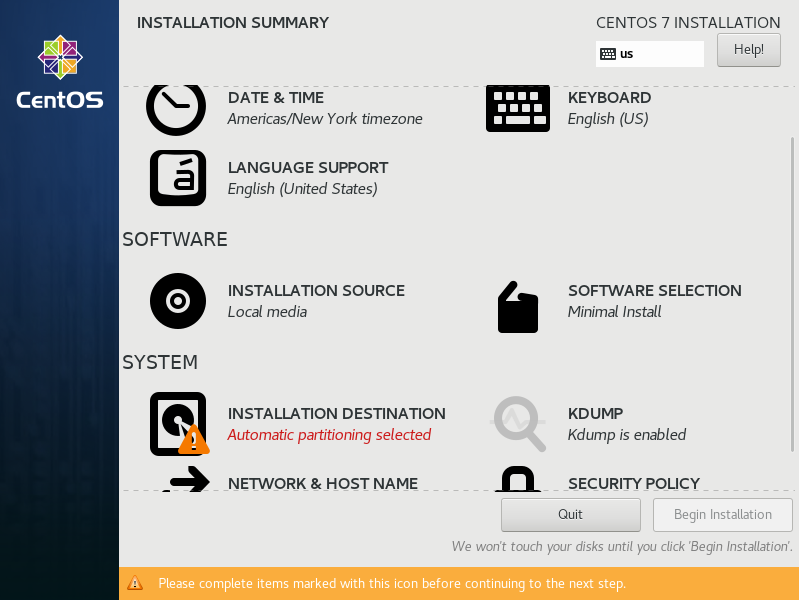 INSTALLATION SUMMARY
CENTOS 7 INSTALLATION
us
Help!
CentOS
DATE & TIME
Americas/New York timezone
KEYBOARD
English (US)
LANGUAGE SUPPORT
English (United States)
SOFTWARE
INSTALLATION SOURCE
Local media
SOFTWARE SELECTION
Minimal Install
SYSTEM
INSTALLATION DESTINATION
Automatic partitioning selected
KDUMP
Kdump is enabled
NETWORK & HOST NAME
SECURITY POLICY
Quit
Begin Installation
We won't touch your disks until you click 'Begin Installation'.
Please complete items marked with this icon before continuing to the next step.